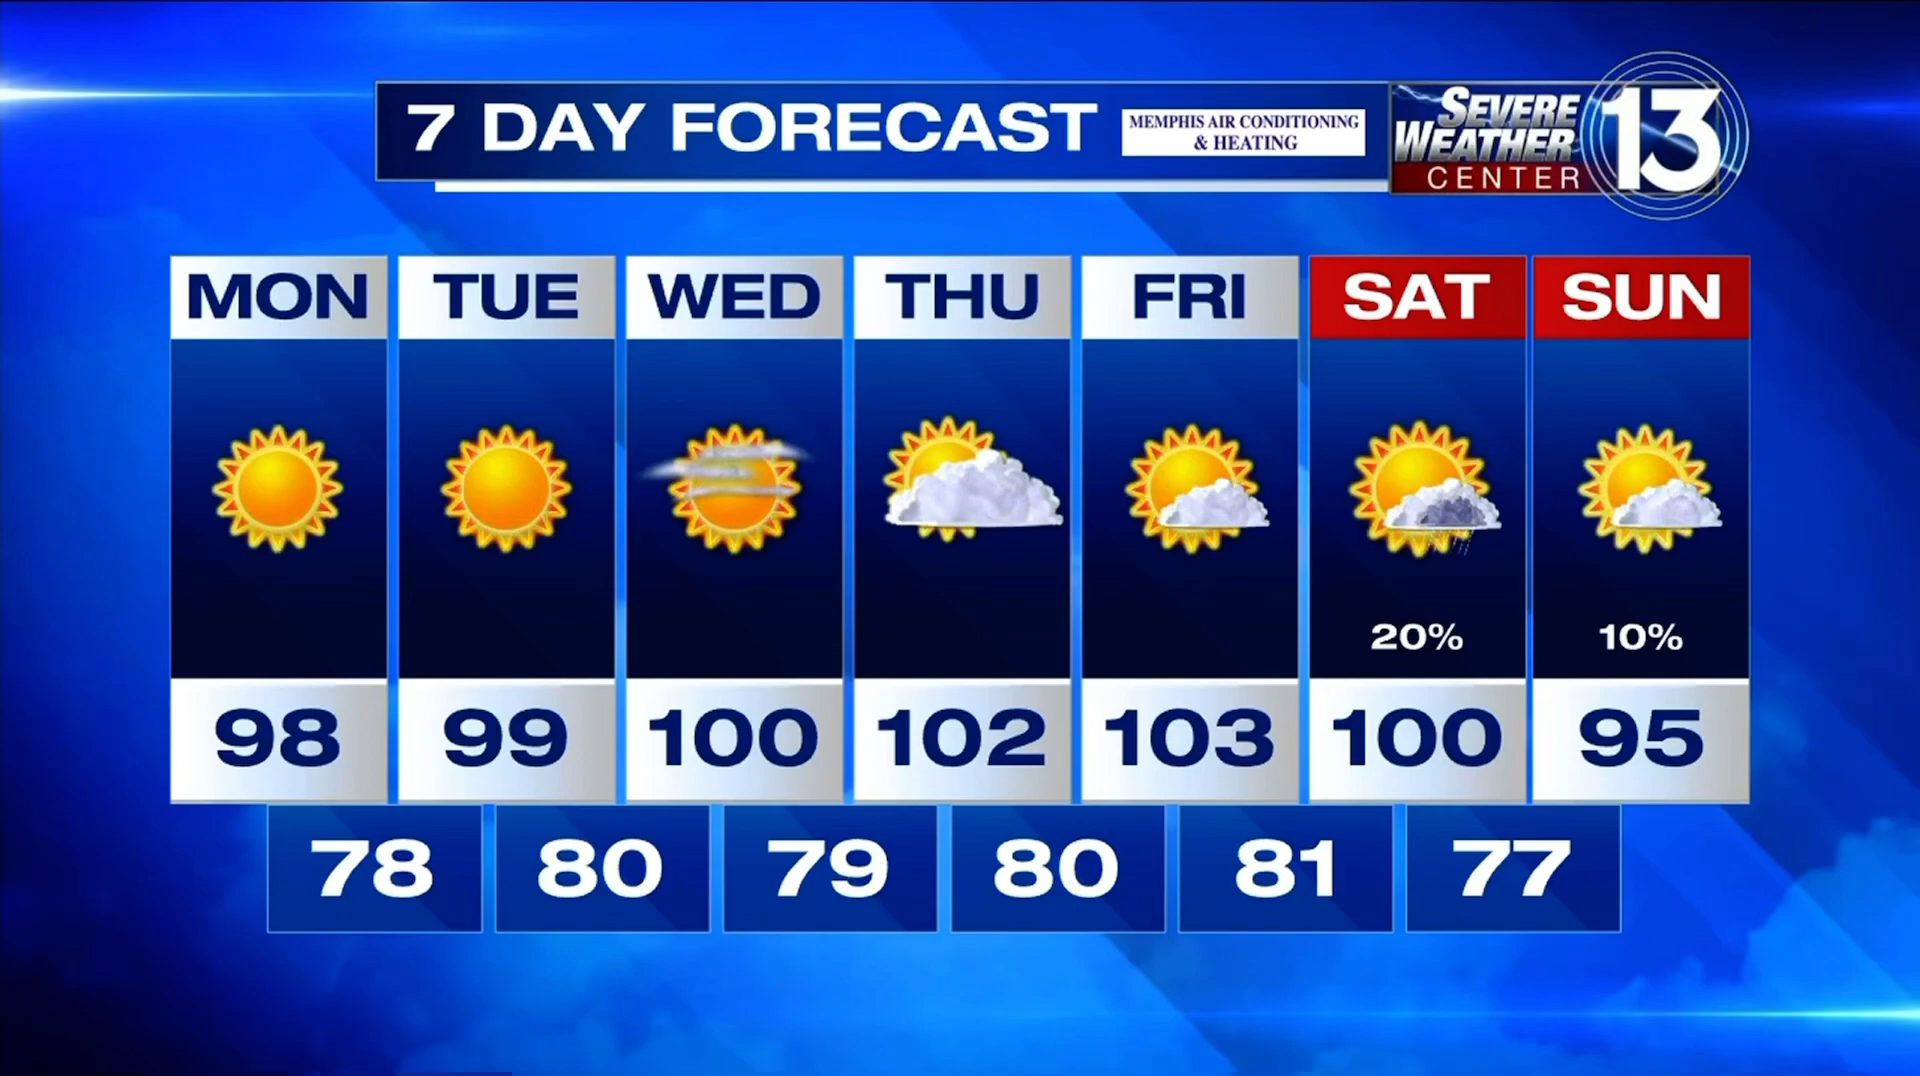 7 DAY FORECAST
MEMPHIS AIR CONDITIONING
& HEATING
SEVERE
WEATHER
CENTER
13
MON TUE WED THU FRI SAT SUN
20% 10%
98 99 100 102 103 100 95
78 80 79 80 81 77